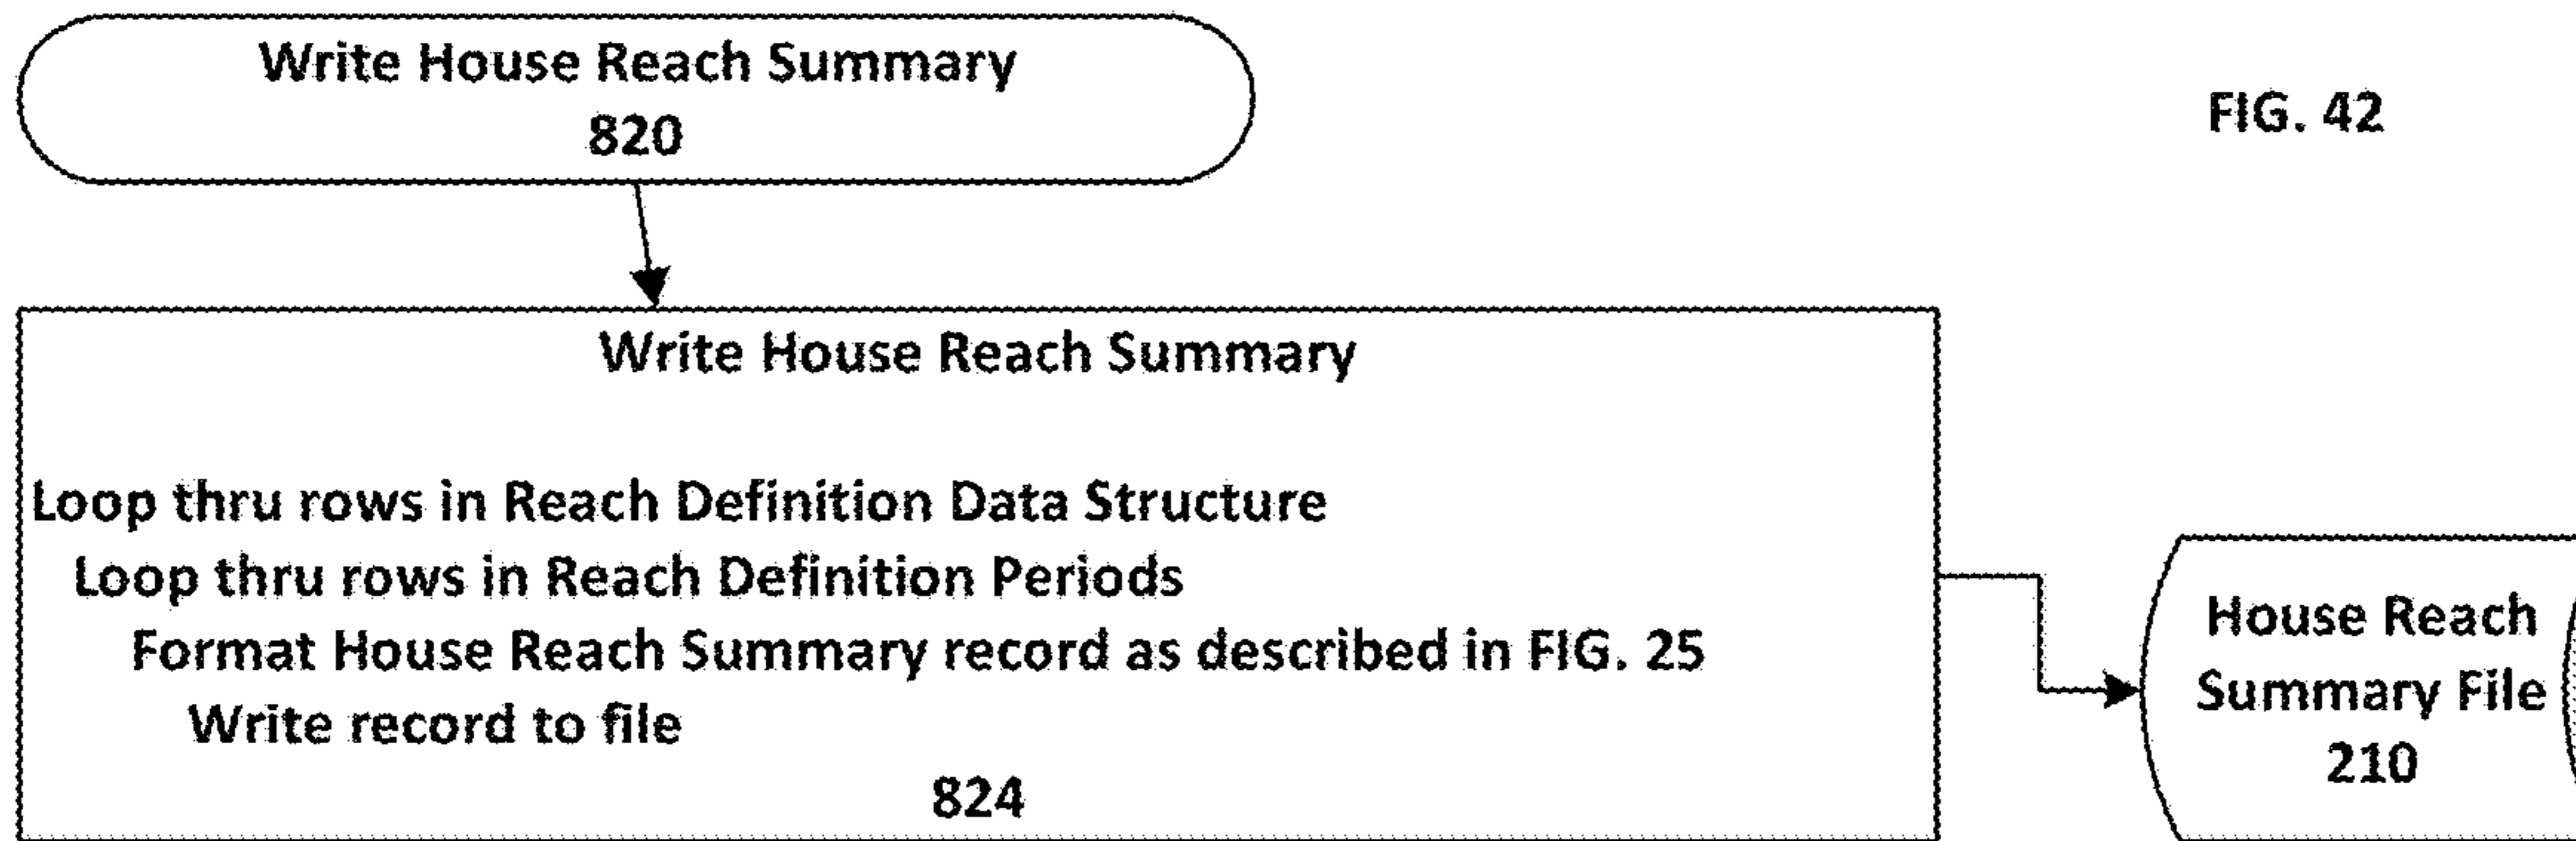 Write House Reach Summary
820
FIG. 42
Write House Reach Summary
Loop thru rows in Reach Definition Data Structure
Loop thru rows in Reach Definition Periods
Format House Reach Summary record as described in FIG. 25
Write record to file
824
House Reach
Summary File
210